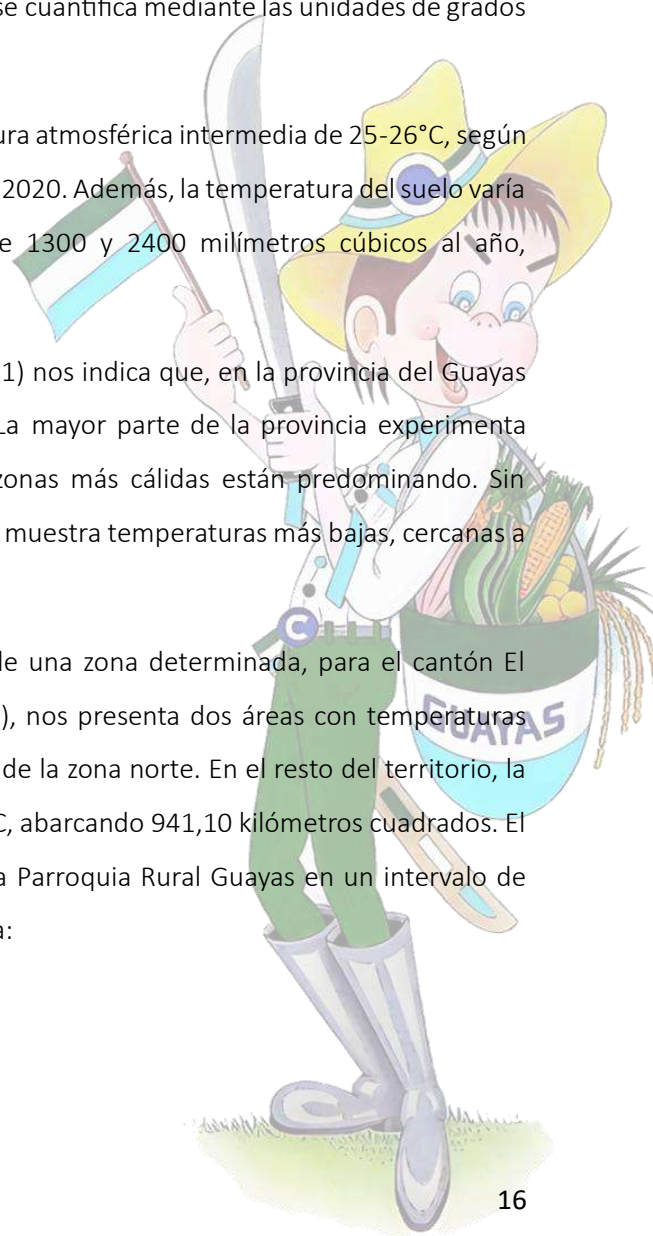 se cuantifica mediante las unidades de grados
ura atmosférica intermedia de 25-26°C, según
2020. Además, la temperatura del suelo varía
e 1300 y 2400 milímetros cúbicos al año,
1) nos indica que, en la provincia del Guayas
La mayor parte de la provincia experimenta
zonas más cálidas están predominando. Sin
muestra temperaturas más bajas, cercanas a
de una zona determinada, para el cantón El
), nos presenta dos áreas con temperaturas
de la zona norte. En el resto del territorio, la
C, abarcando 941,10 kilómetros cuadrados. El
a Parroquia Rural Guayas en un intervalo de
a:
C
GUAYAS
16